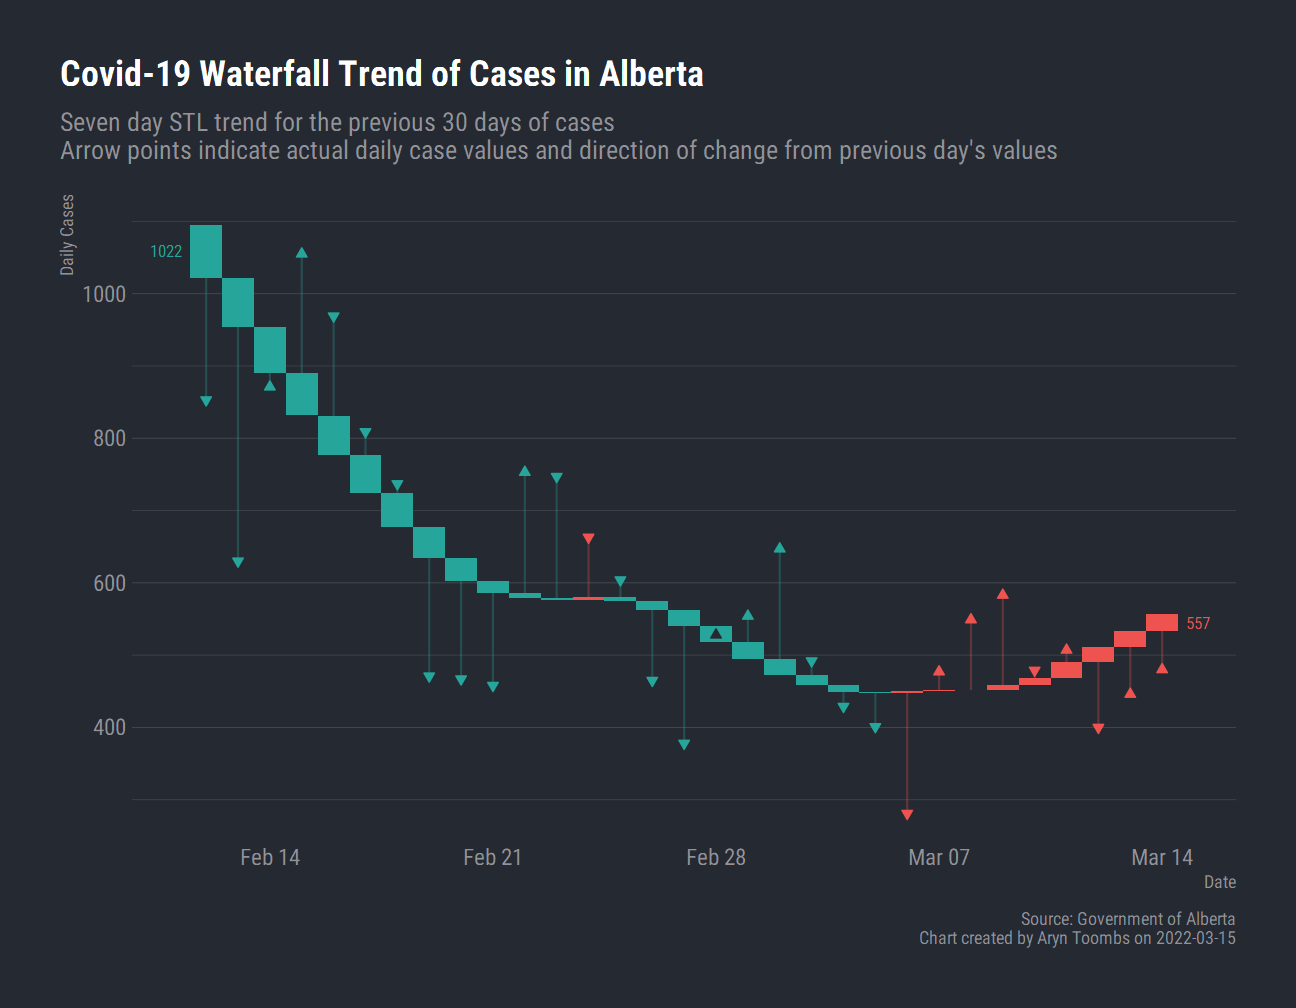 Covid-19 Waterfall Trend of Cases in Alberta
Seven day STL trend for the previous 30 days of cases
Arrow points indicate actual daily case values and direction of change from previous day's values
Daily Cases
1022
1000
800
600
557
400
Feb 14
Feb 21
Feb 28
Mar 07
Mar 14
Date
Source: Government of Alberta
Chart created by Aryn Toombs on 2022-03-15